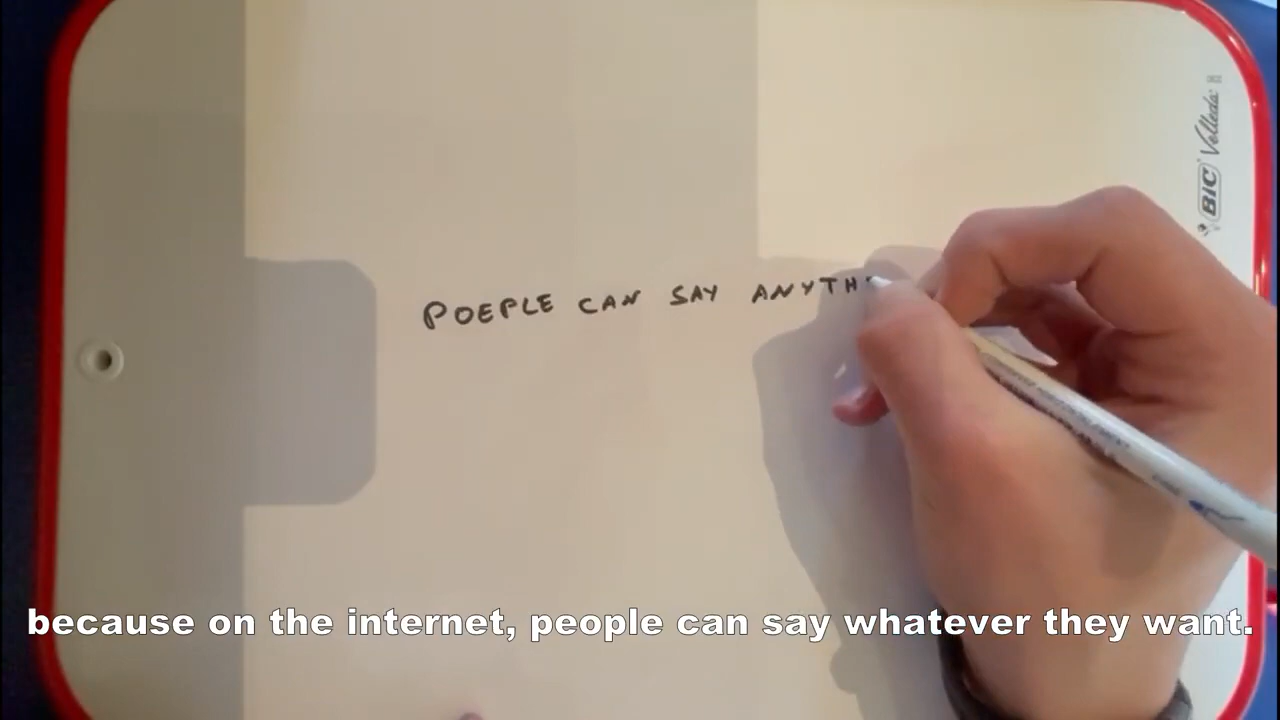 BIC Velleda
POEPLE CAN SAY ANYTH
because on the internet, people can say whatever they want.